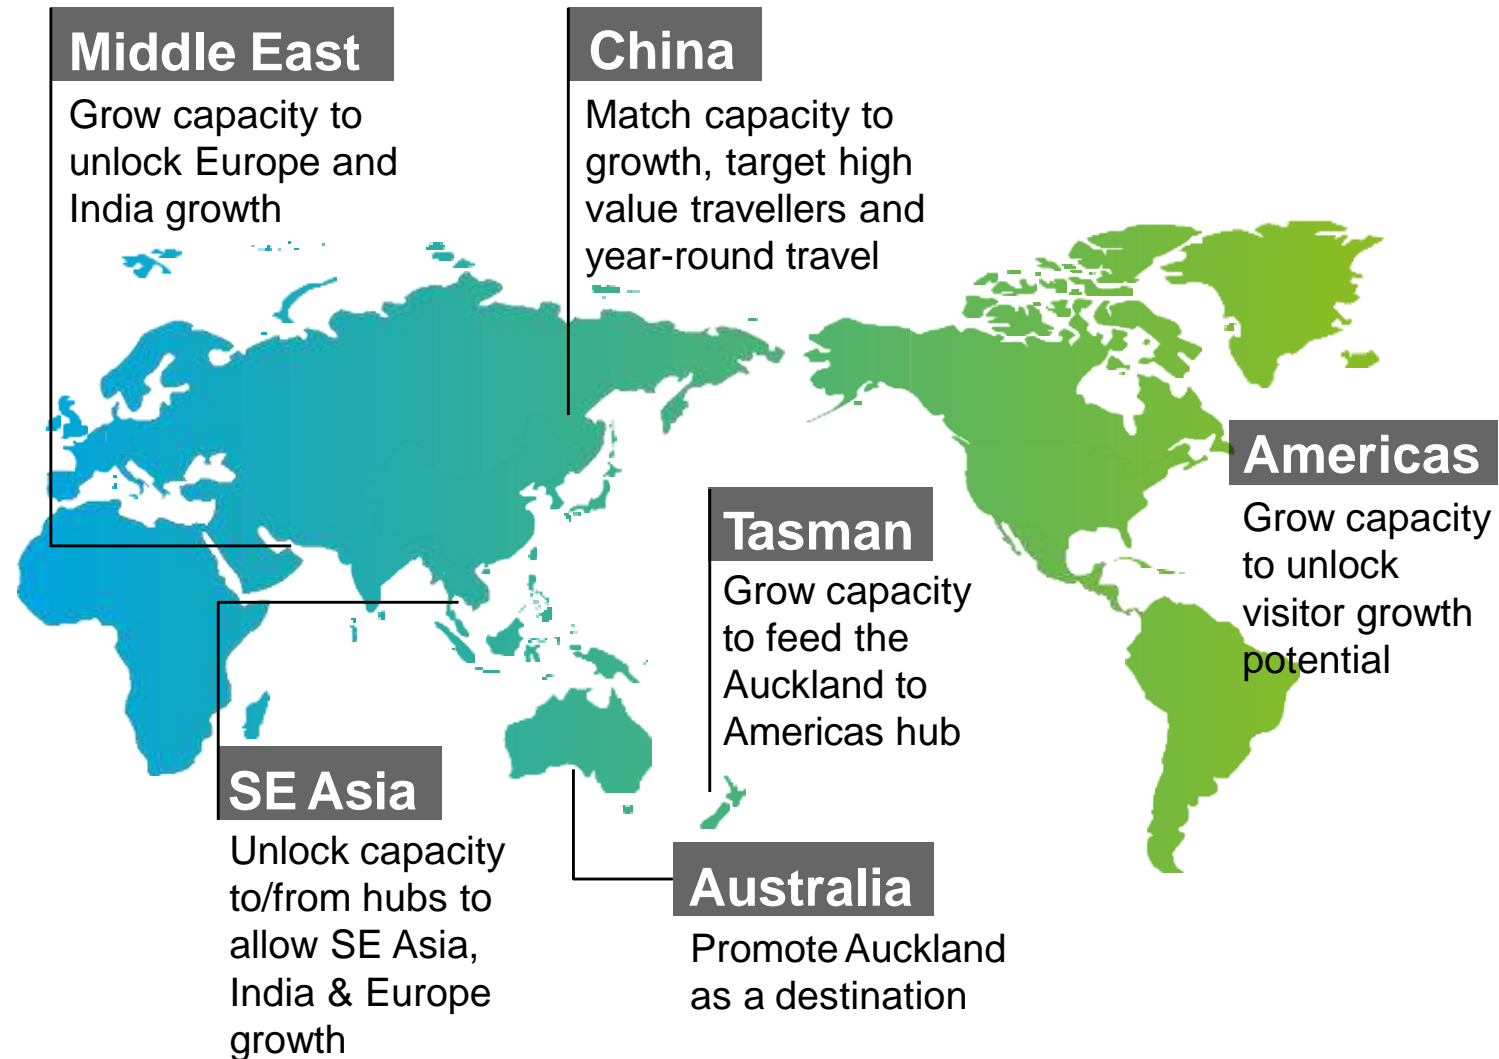 Middle East
Grow capacity to
unlock Europe and
India growth
China
Match capacity to
growth, target high
value travellers and
year-round travel
Americas
Grow capacity
to unlock
visitor growth
potential
Tasman
Grow capacity
to feed the
Auckland to
Americas hub
SE Asia
Unlock capacity
to/from hubs to
allow SE Asia,
India & Europe
growth
Australia
Promote Auckland
as a destination